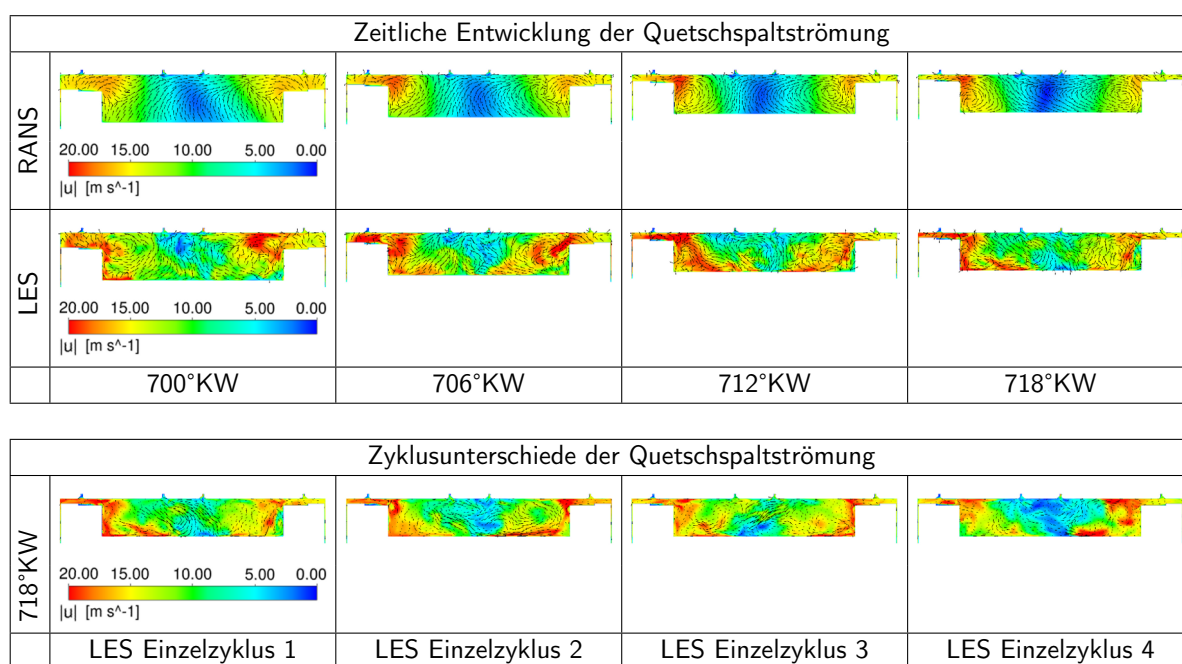 Zeitliche Entwicklung der Quetschspaltströmung
RANS
20.00 15.00 10.00 5.00 0.00
|u| [m s^-1]
LES
20.00 15.00 10.00 5.00 0.00
|u| [m s^-1]
700°KW 706°KW 712°KW 718°KW
Zyklusunterschiede der Quetschspaltströmung
718°KW
20.00 15.00 10.00 5.00 0.00
|u| [m s^-1]
LES Einzelzyklus 1 LES Einzelzyklus 2 LES Einzelzyklus 3 LES Einzelzyklus 4